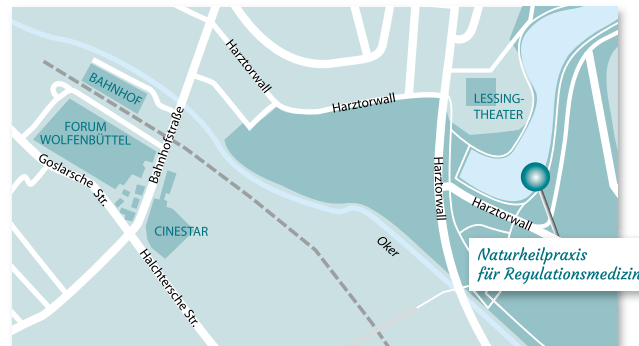 Harztorwall
BAHNHOF
Harztorwall
LESSING-
THEATER
FORUM
WOLFENBÜTTEL
Bahnhofstraße
Goslarsche Str.
Harztorwall
Harztorwall
CINESTAR
Oker
Halchtersche Str.
Naturheilpraxis
für Regulationsmedizin